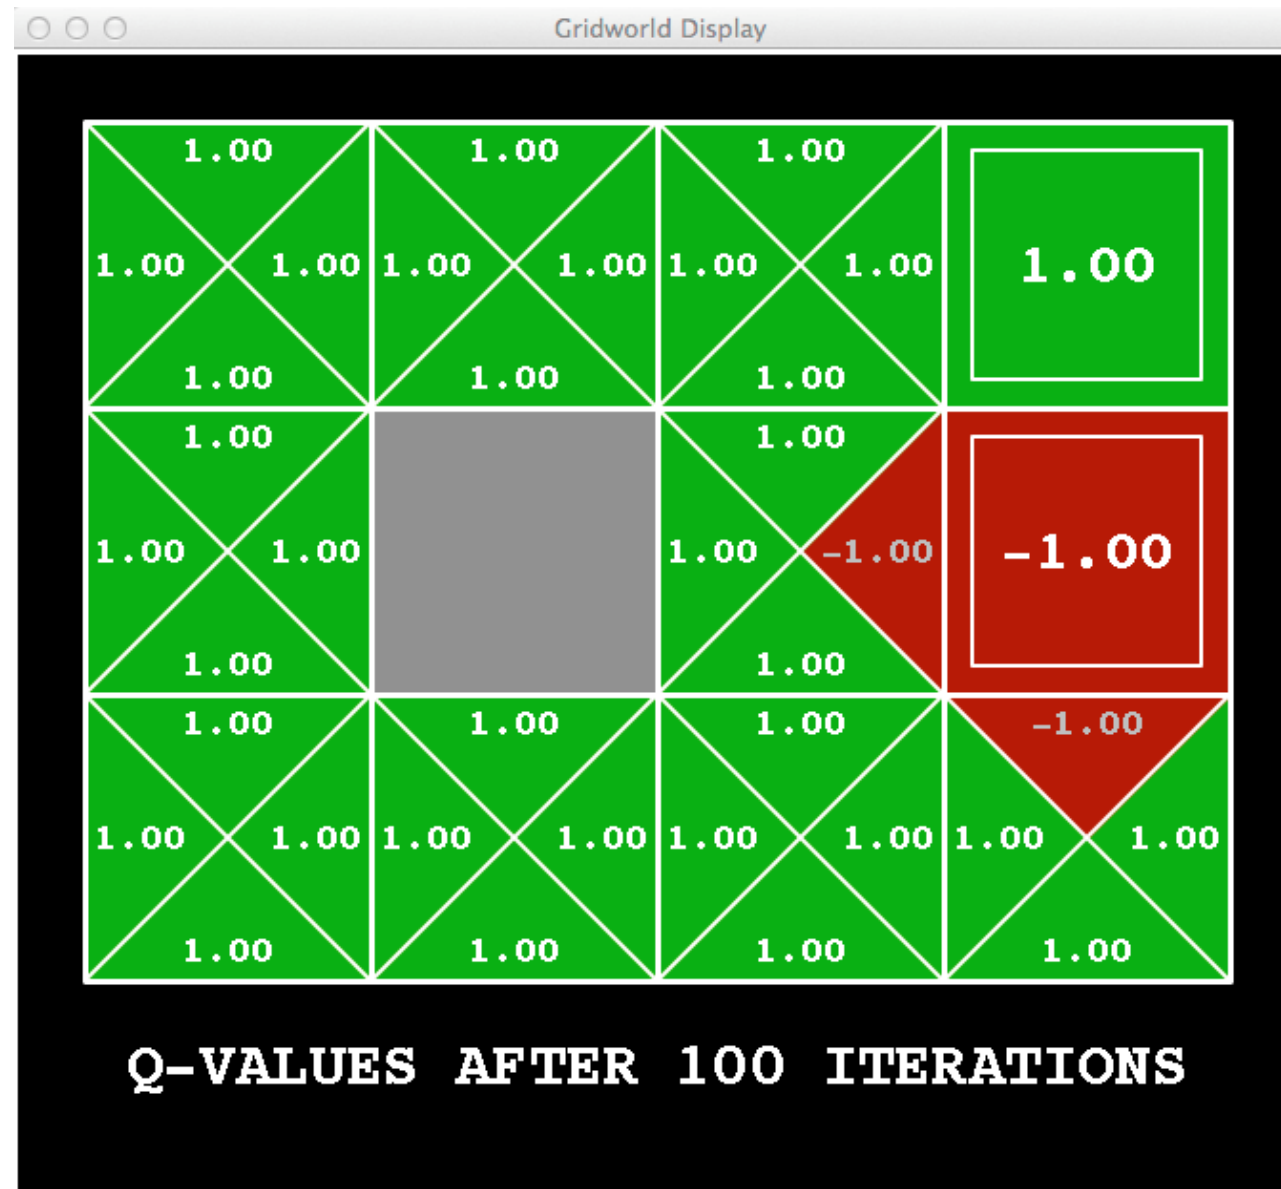 Gridworld Display
1.00 1.00 1.00
1.00 1.00 1.00 1.00 1.00 1.00 1.00
1.00 1.00 1.00
1.00 1.00
1.00 1.00 1.00 -1.00 -1.00
1.00 1.00
1.00 1.00 1.00 -1.00
1.00 1.00 1.00 1.00 1.00 1.00 1.00 1.00
1.00 1.00 1.00 1.00
Q-VALUES AFTER 100 ITERATIONS